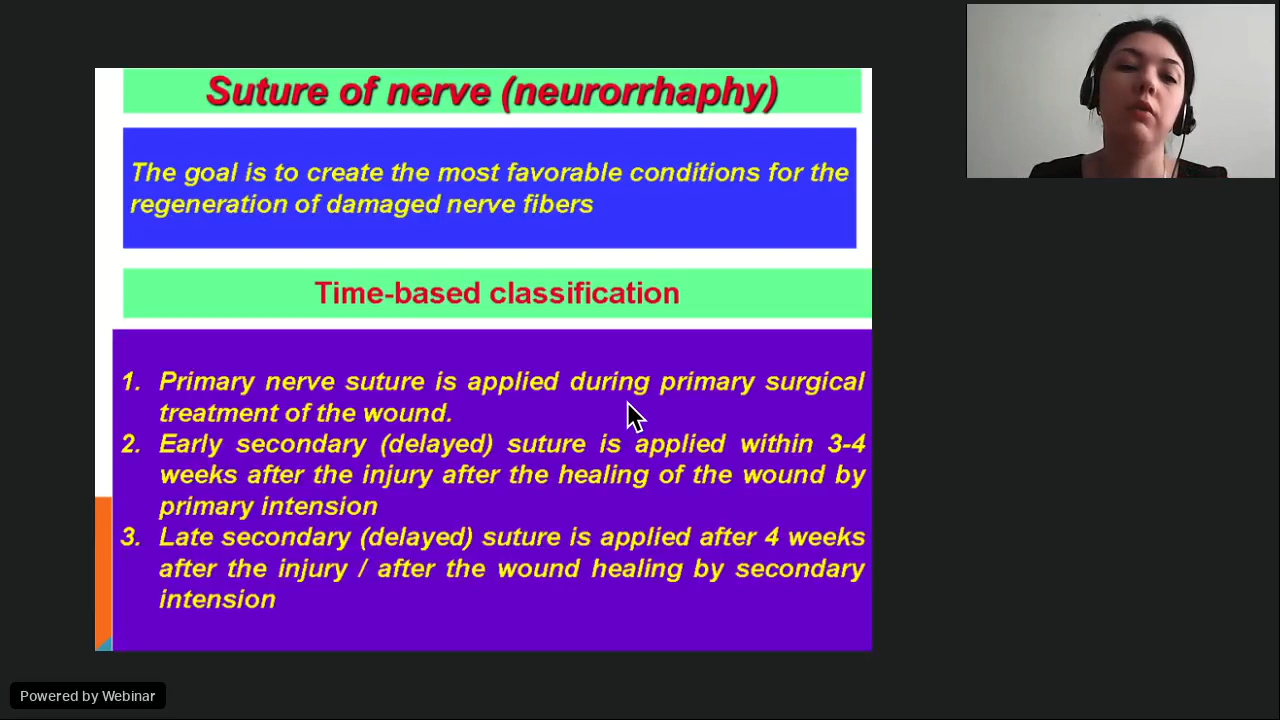 Suture of nerve (neurorrhaphy)
The goal is to create the most favorable conditions for the
regeneration of damaged nerve fibers
Time-based classification
1. Primary nerve suture is applied during primary surgical
treatment of the wound.
2. Early secondary (delayed) suture is applied within 3-4
weeks after the injury after the healing of the wound by
primary intension
3. Late secondary (delayed) suture is applied after 4 weeks
after the injury / after the wound healing by secondary
intension
Powered by Webinar